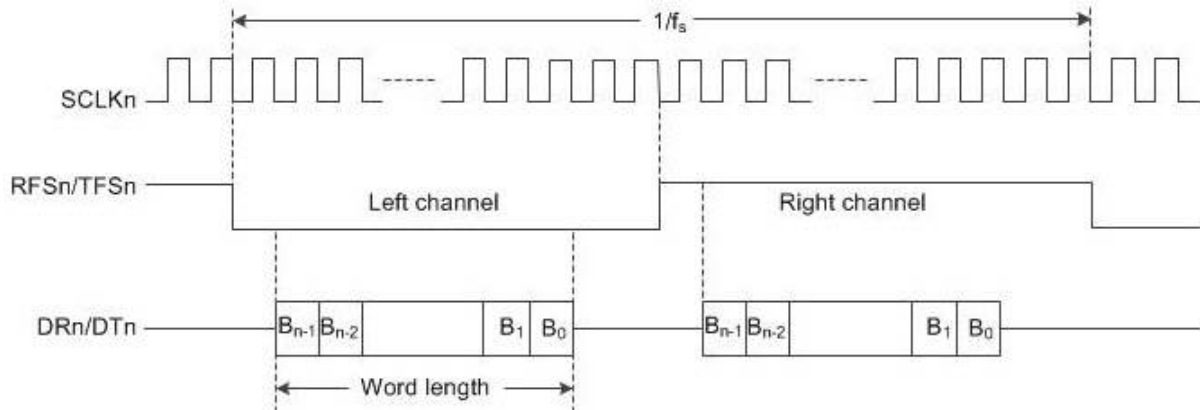 1/fs
SCLKn
RFSn/TFSn
Left channel
Right channel
DRn/DTn
Bn-1 Bn-2 B1 B0 Bn-1 Bn-2 B1 B0
Word length